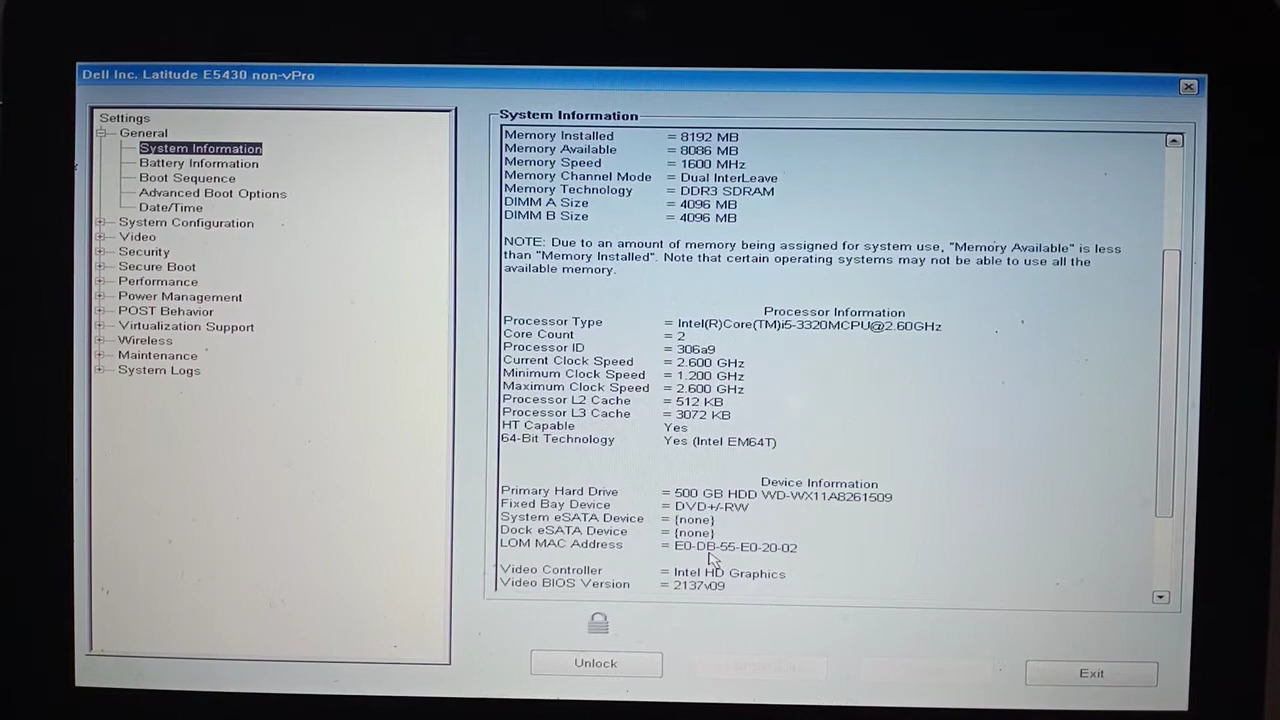 Dell Inc. Latitude E5430 non-vPro
Settings
General
System Information
Battery Information
Boot Sequence
Advanced Boot Options
Date/Time
System Configuration
Video
Security
Secure Boot
Performance
Power Management
POST Behavior
Virtualization Support
Wireless
Maintenance
System Logs
System Information
Memory Installed = 8192 MB
Memory Available = 8086 MB
Memory Speed = 1600 MHz
Memory Channel Mode = Dual InterLeave
Memory Technology = DDR3 SDRAM
DIMM A Size = 4096 MB
DIMM B Size = 4096 MB
NOTE: Due to an amount of memory being assigned for system use, "Memory Available" is less
than "Memory Installed". Note that certain operating systems may not be able to use all the
available memory.
Processor Information
Processor Type = Intel(R)Core(TM)i5-3320MCPU@2.60GHz
Core Count = 2
Processor ID = 306a9
Current Clock Speed = 2.600 GHz
Minimum Clock Speed = 1.200 GHz
Maximum Clock Speed = 2.600 GHz
Processor L2 Cache = 512 KB
Processor L3 Cache = 3072 KB
HT Capable Yes
64-Bit Technology Yes (Intel EM64T)
Device Information
Primary Hard Drive = 500 GB HDD WD-WX11A8261509
Fixed Bay Device = DVD+/-RW
System eSATA Device = {none}
Dock eSATA Device = {none}
LOM MAC Address = E0-DB-55-E0-20-02
Video Controller = Intel HD Graphics
Video BIOS Version = 2137v09
Unlock
Exit